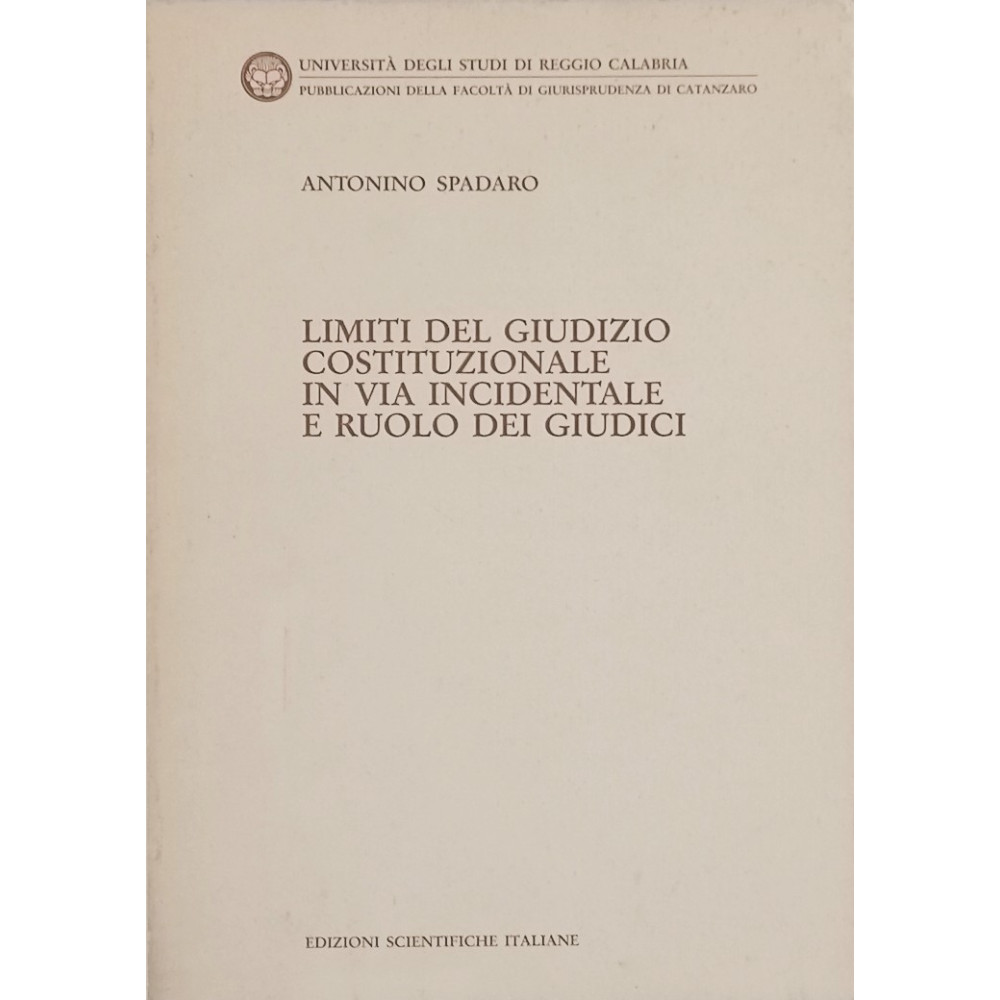 UNIVERSITÀ DEGLI STUDI DI REGGIO CALABRIA
PUBBLICAZIONI DELLA FACOLTÀ DI GIURISPRUDENZA DI CATANZARO
ANTONINO SPADARO
LIMITI DEL GIUDIZIO
COSTITUZIONALE
IN VIA INCIDENTALE
E RUOLO DEI GIUDICI
EDIZIONI SCIENTIFICHE ITALIANE